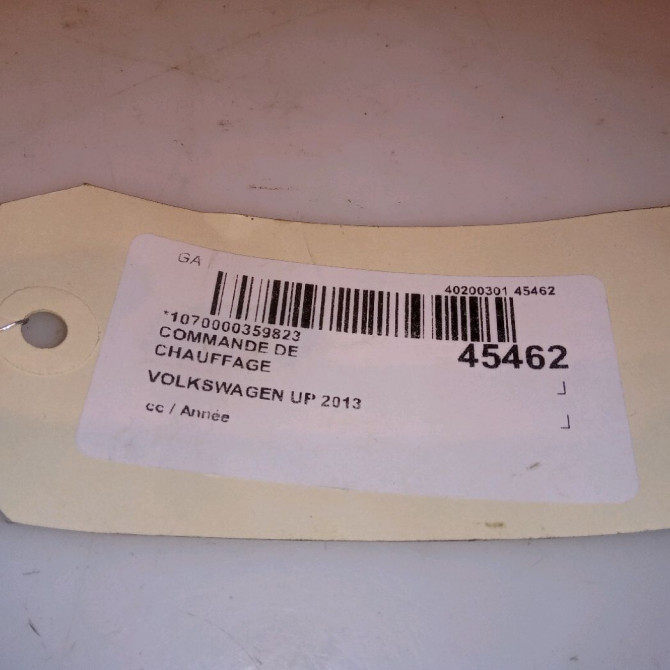 GA
40200301 45462
*1070000359823
45462
COMMANDE DE
CHAUFFAGE
VOLKSWAGEN UP 2013
cc / Année